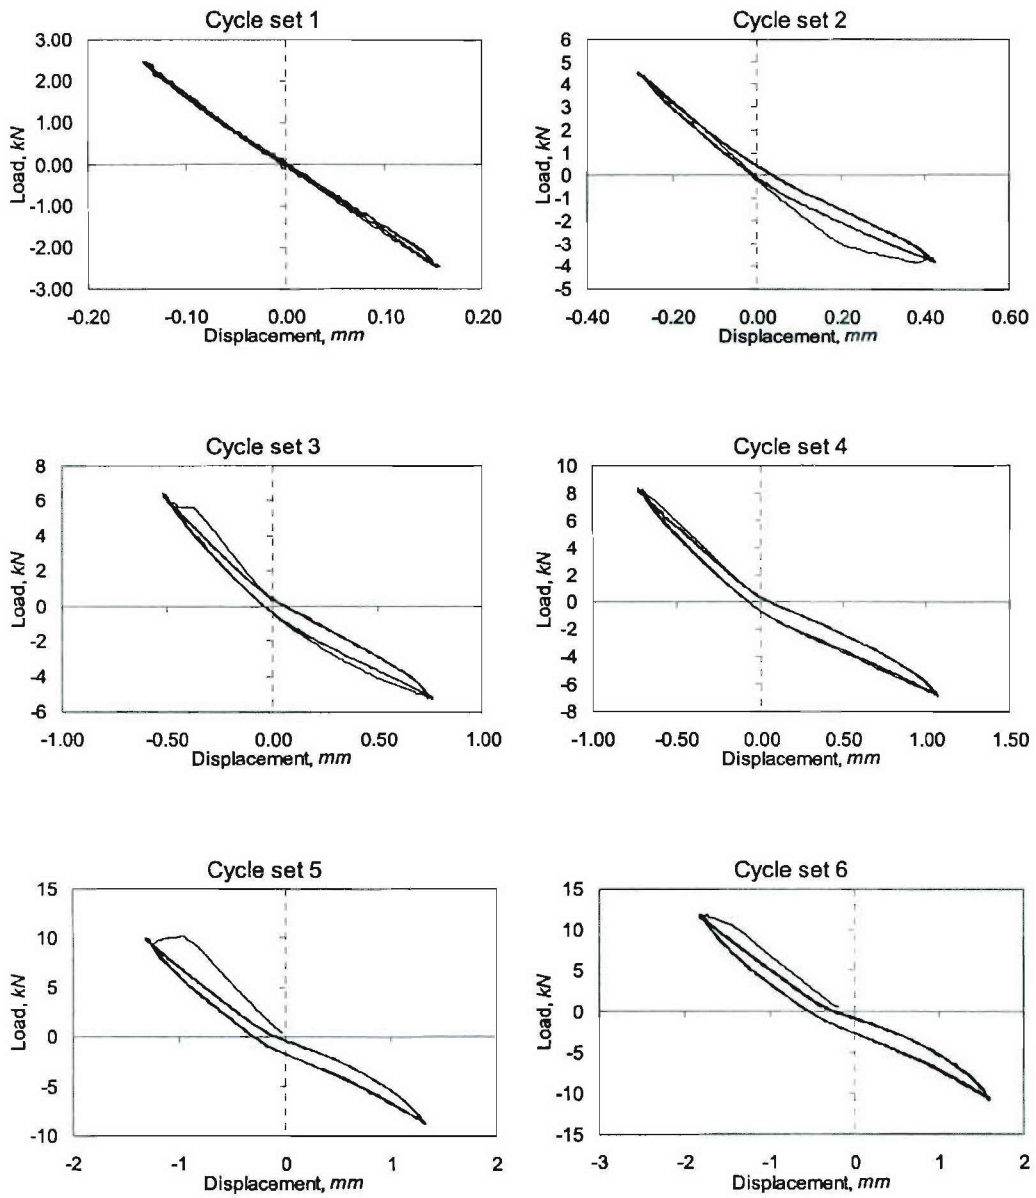 Cycle set 1
3.00
2.00
1.00
0.00
-1.00
-2.00
-3.00
Load, kN
-0.20 -0.10 0.00 0.10 0.20
Displacement, mm
Cycle set 2
6
5
4
3
2
1
0
-1
-2
-3
-4
-5
Load, kN
-0.40 -0.20 0.00 0.20 0.40 0.60
Displacement, mm
Cycle set 3
8
6
4
2
0
-2
-4
-6
Load, kN
-1.00 -0.50 0.00 0.50 1.00
Displacement, mm
Cycle set 4
10
8
6
4
2
0
-2
-4
-6
-8
Load, kN
-1.00 -0.50 0.00 0.50 1.00 1.50
Displacement, mm
Cycle set 5
15
10
5
0
-5
-10
Load, kN
-2 -1 0 1 2
Displacement, mm
Cycle set 6
15
10
5
0
-5
-10
-15
Load, kN
-3 -2 -1 0 1 2
Displacement, mm